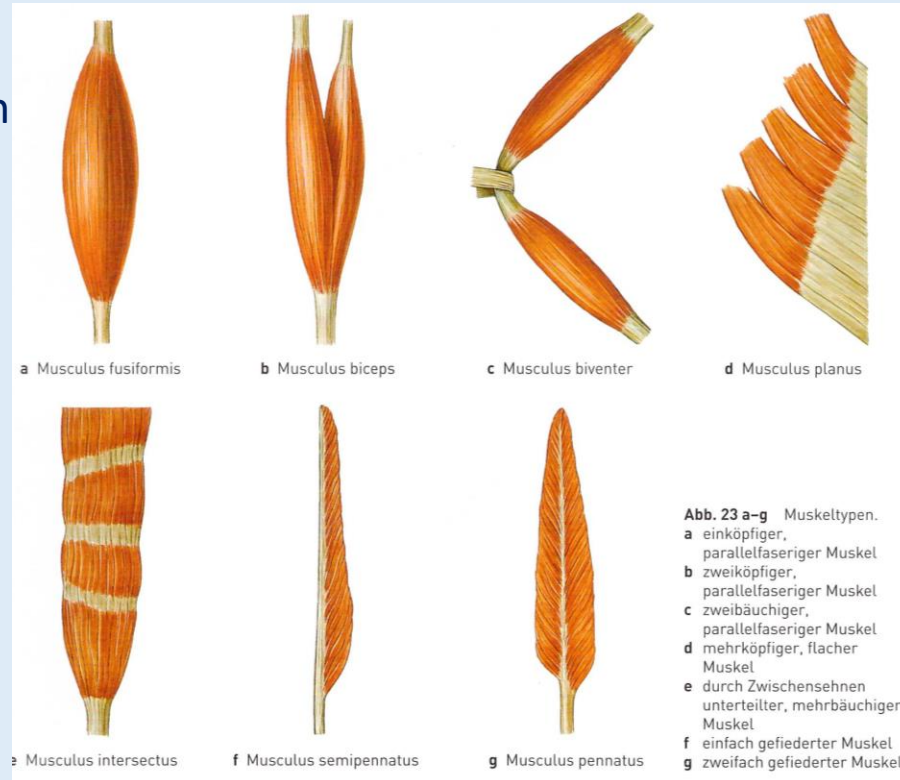 n
a Musculus fusiformis
b Musculus biceps
c Musculus biventer
d Musculus planus
e Musculus intersectus
f Musculus semipennatus
g Musculus pennatus
Abb. 23 a–g Muskeltypen.
a einköpfiger,
parallelfaseriger Muskel
b zweiköpfiger,
parallelfaseriger Muskel
c zweibäuchiger,
parallelfaseriger Muskel
d mehrköpfiger, flacher
Muskel
e durch Zwischensehnen
unterteilter, mehrbäuchiger
Muskel
f einfach gefiederter Muskel
g zweifach gefiederter Muskel